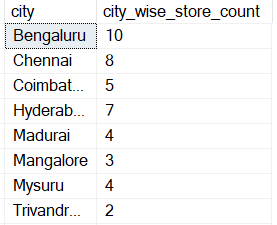 city city_wise_store_count
Bengaluru 10
Chennai 8
Coimbat... 5
Hyderab... 7
Madurai 4
Mangalore 3
Mysuru 4
Trivandr... 2